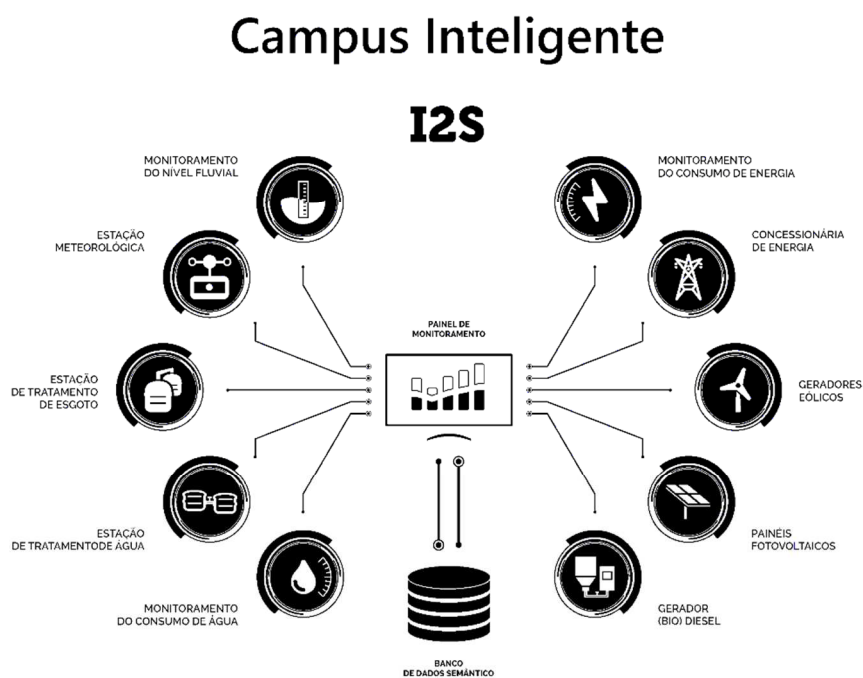 Campus Inteligente
I2S
MONITORAMENTO
DO NÍVEL FLUVIAL
MONITORAMENTO
DO CONSUMO DE ENERGIA
ESTAÇÃO
METEOROLÓGICA
CONCESSIONÁRIA
DE ENERGIA
PAINEL DE
MONITORAMENTO
ESTAÇÃO
DE TRATAMENTO
DE ESGOTO
GERADORES
EÓLICOS
ESTAÇÃO
DE TRATAMENTODE ÁGUA
PAINÉIS
FOTOVOLTAICOS
MONITORAMENTO
DO CONSUMO DE ÁGUA
GERADOR
(BIO) DIESEL
BANCO
DE DADOS SEMÂNTICO